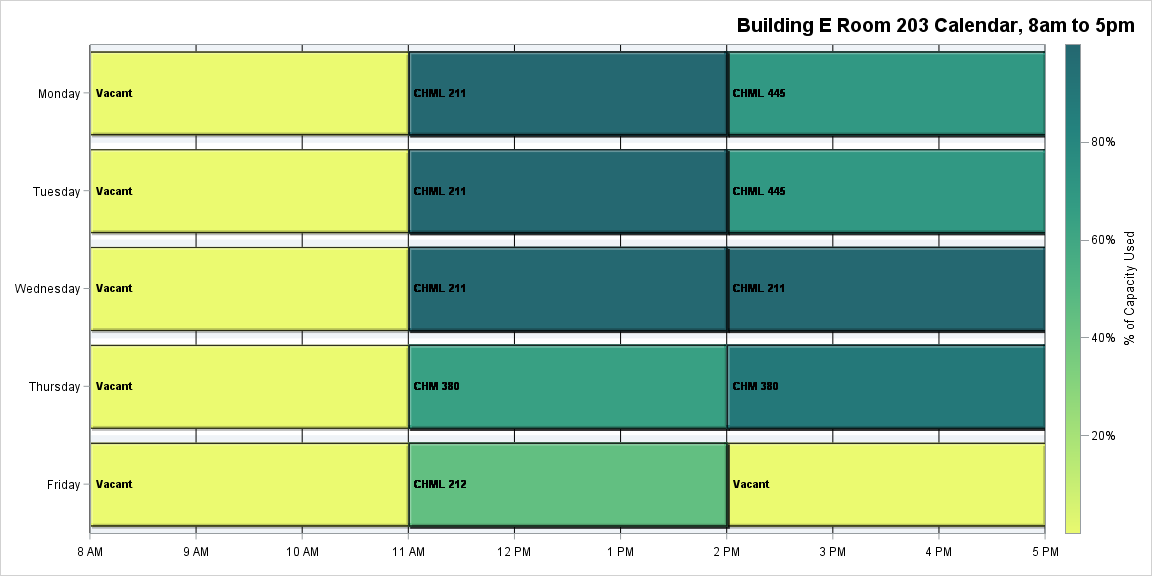 Building E Room 203 Calendar, 8am to 5pm
Monday
Vacant
CHML 211
CHML 445
Tuesday
Vacant
CHML 211
CHML 445
Wednesday
Vacant
CHML 211
CHML 211
Thursday
Vacant
CHM 380
CHM 380
Friday
Vacant
CHML 212
Vacant
8 AM
9 AM
10 AM
11 AM
12 PM
1 PM
2 PM
3 PM
4 PM
5 PM
80%
60%
40%
20%
% of Capacity Used